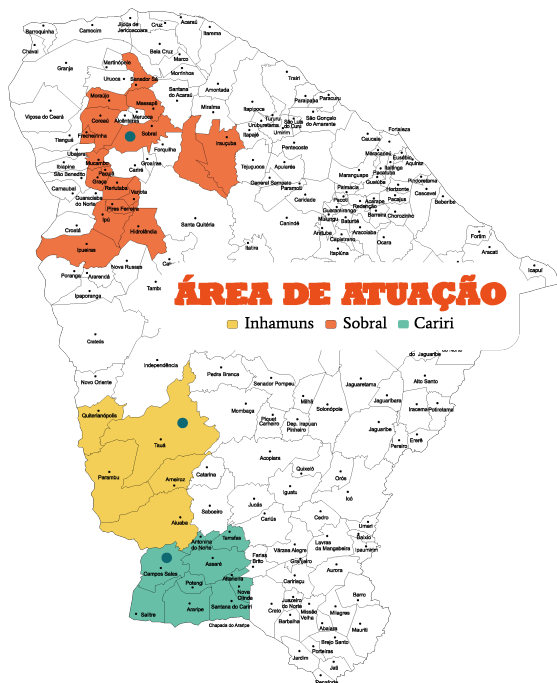 Acaraú
Jijoca de
Jericoacoara
Cruz
Barroquinha
Camocim
Itarema
Chaval
Bela Cruz
Marco
Granja
Martinópole
Morrinhos
Uruoca
Senador Sá
Santana
do Acaraú
Amontada
Trairi
Moraújo
Massapê
Miraíma
Itapipoca
Paraipaba
Paracuru
Viçosa do Ceará
Coreaú
Alcântaras
Meruoca
Tururu
Uruburetama
São Luís
do Curu
São Gonçalo
do Amarante
Tianguá
Frecheirinha
Sobral
Irauçuba
Itapajé
Umirim
Fortaleza
Caucaia
Ubajara
Forquilha
Pentecoste
Maracanaú
Eusébio
Ibiapina
Mucambo
Groaíras
Cariré
Tejuçuoca
Apuiarés
Aquiraz
Itaitinga
São Benedito
Pacujá
Graça
Maranguape
Pacatuba
Guaiúba
Pindoretama
Carnaubal
Reriutaba
Varjota
General Sampaio
Paramoti
Palmácia
Horizonte
Cascavel
Guaraciaba
do Norte
Pires Ferreira
Caridade
Pacoti
Acarape
Pacajus
Redenção
Beberibe
Guaramiranga
Ipú
Santa Quitéria
Canindé
Mulungu
Baturité
Barreira
Chorozinho
Croatá
Hidrolândia
Aratuba
Aracoiaba
Capistrano
Ocara
Fortim
Ipueiras
Itatira
Itapiúna
Aracati
Nova Russas
Poranga
Ararendá
Icapuí
Ipaporanga
ÁREA DE ATUAÇÃO
Inhamuns
Sobral
Cariri
Crateús
Independência
Pedra Branca
Senador Pompeu
Novo Oriente
Jaguaretama
Alto Santo
Milhã
Jaguaribara
Quiterianópolis
Mombaça
Solonópole
Iracema
Potiretama
Piquet
Carneiro
Dep. Irapuan
Pinheiro
Jaguaribe
Tauá
Pereiro
Ererê
Acopiara
Parambu
Catarina
Quixelô
Arneiroz
Orós
Iguatu
Icó
Saboeiro
Jucás
Cariús
Aiuaba
Cedro
Umari
Antonina
do Norte
Tarrafas
Baixio
Lavras
da Mangabeira
Ipaumirim
Várzea Alegre
Farias
Brito
Granjeiro
Campos Sales
Assaré
Aurora
Altaneira
Potengi
Caririaçu
Nova
Olinda
Barro
Juazeiro
do Norte
Salitre
Araripe
Santana do Cariri
Crato
Missão
Velha
Milagres
Barbalha
Chapada do Araripe
Abaiara
Mauriti
Brejo Santo
Porteiras
Jardim
Jati